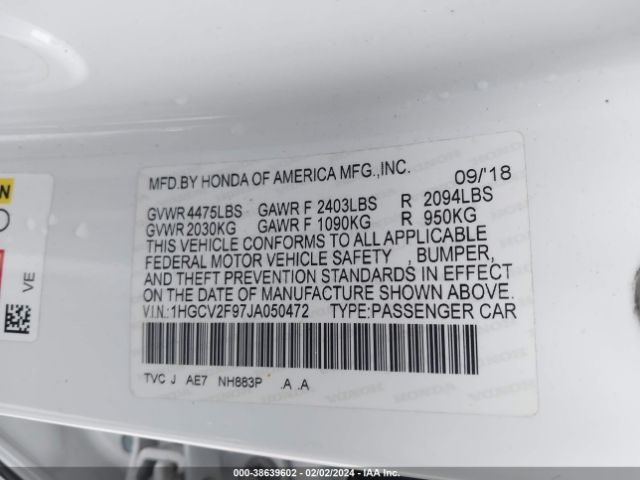 MFD.BY HONDA OF AMERICA MFG.,INC.
09/'18
GVWR 4475LBS GAWR F 2403LBS R 2094LBS
GVWR 2030KG GAWR F 1090KG R 950KG
THIS VEHICLE CONFORMS TO ALL APPLICABLE
FEDERAL MOTOR VEHICLE SAFETY , BUMPER,
AND THEFT PREVENTION STANDARDS IN EFFECT
ON THE DATE OF MANUFACTURE SHOWN ABOVE.
V.I.N.: 1HGCV2F97JA050472 TYPE:PASSENGER CAR
TVC J AE7 NH883P .A .A
VE
000-38639602 - 02/02/2024 - IAA Inc.